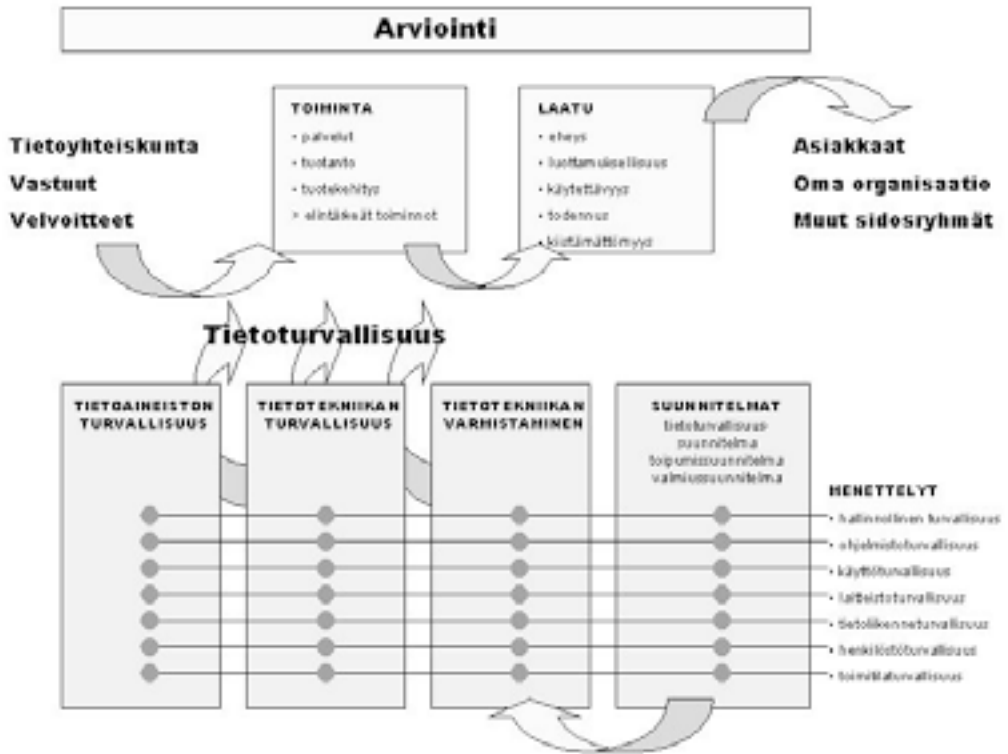 Arviointi
TOIMINTA
• palvelut
• tuotanto
• tuotekehitys
> elintärkeät toiminnot
LAATU
• eheys
• luottamuksellisuus
• käytettävyys
• todennus
• kiistämättömyys
Tietoyhteiskunta
Vastuut
Velvoitteet
Asiakkaat
Oma organisaatio
Muut sidosryhmät
Tietoturvallisuus
TIETOAINEISTON
TURVALLISUUS
TIETOTEKNIIKAN
TURVALLISUUS
TIETOTEKNIIKAN
VARMISTAMINEN
SUUNNITELMAT
tietoturvallisuus-
suunnitelma
toipumissuunnitelma
valmiussuunnitelma
MENETTELYT
• hallinnollinen turvallisuus
• ohjelmistoturvallisuus
• käyttöturvallisuus
• laitteistoturvallisuus
• tietoliikenneturvallisuus
• henkilöstöturvallisuus
• toimitilaturvallisuus